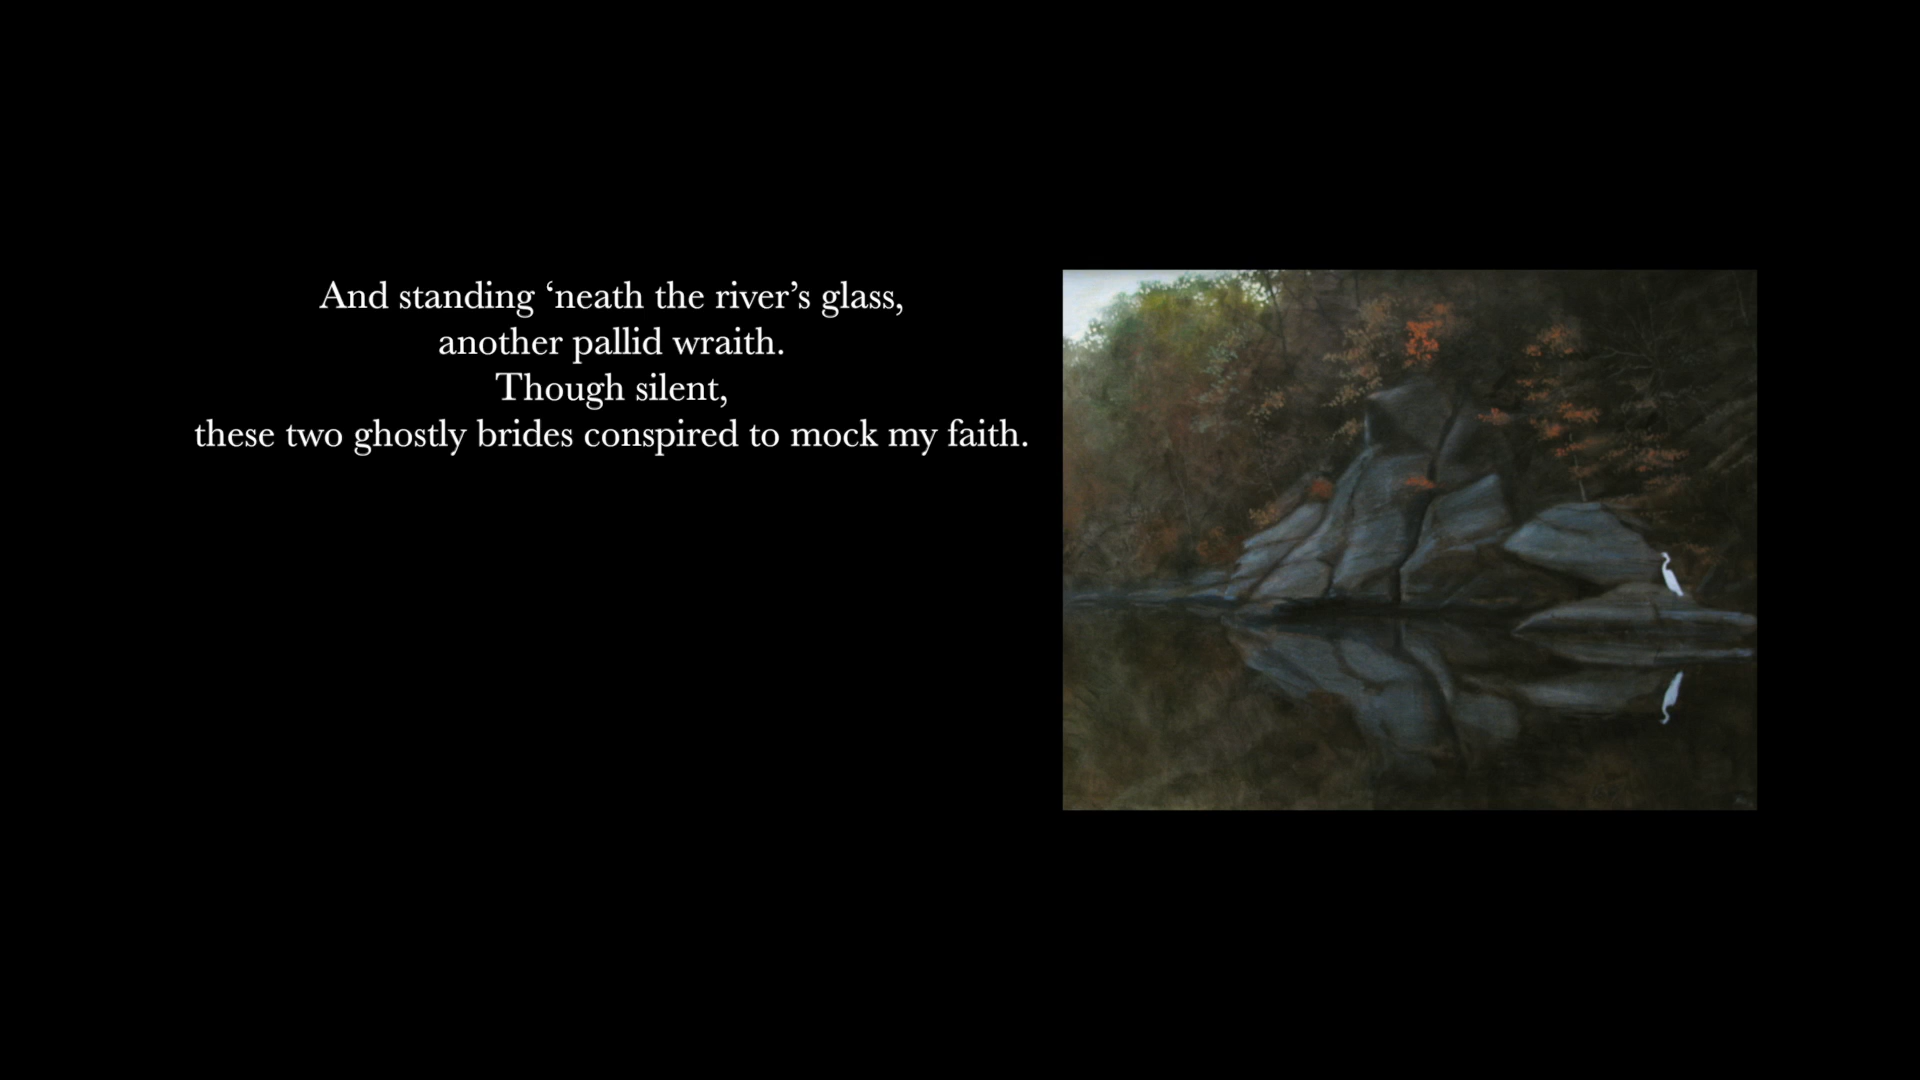 And standing ‘neath the river’s glass,
another pallid wraith.
Though silent,
these two ghostly brides conspired to mock my faith.